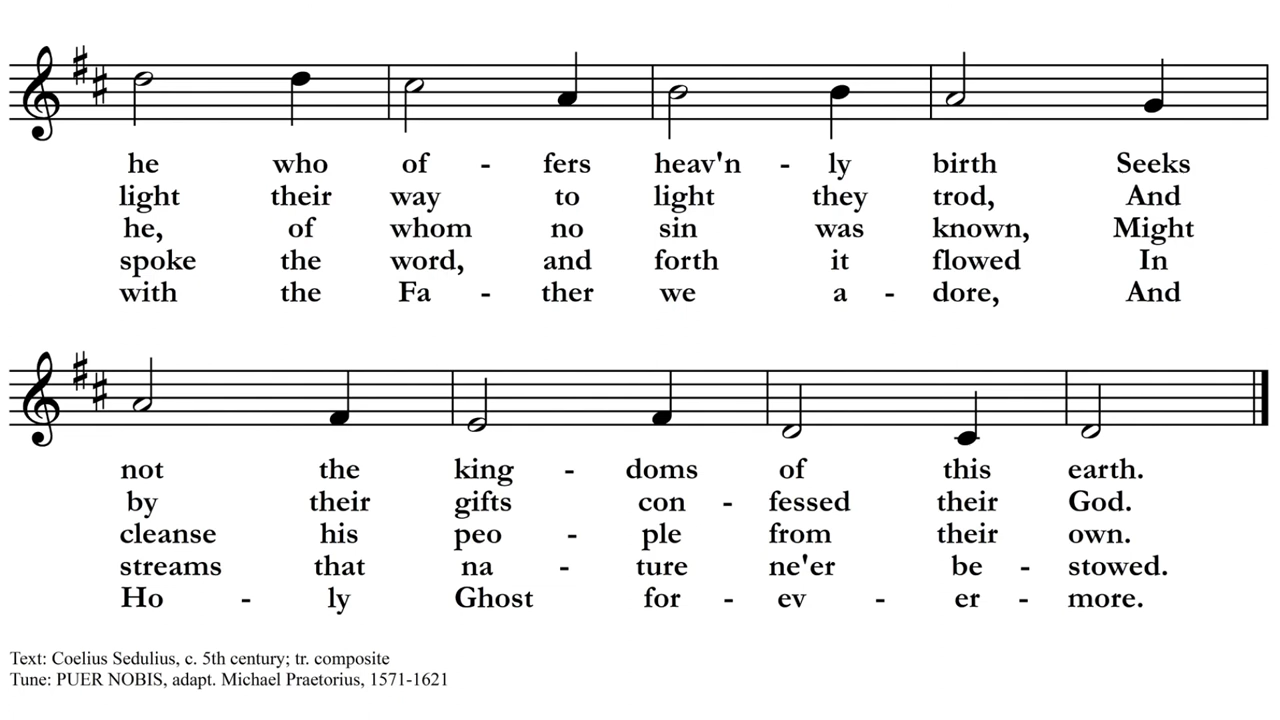 he who of - fers heav'n - ly birth Seeks
light their way to light they trod, And
he, of whom no sin was known, Might
spoke the word, and forth it flowed In
with the Fa - ther we a - dore, And
not the king - doms of this earth.
by their gifts con - fessed their God.
cleanse his peo - ple from their own.
streams that na - ture ne'er be - stowed.
Ho - ly Ghost for - ev - er - more.
Text: Coelius Sedulius, c. 5th century; tr. composite
Tune: PUER NOBIS, adapt. Michael Praetorius, 1571-1621